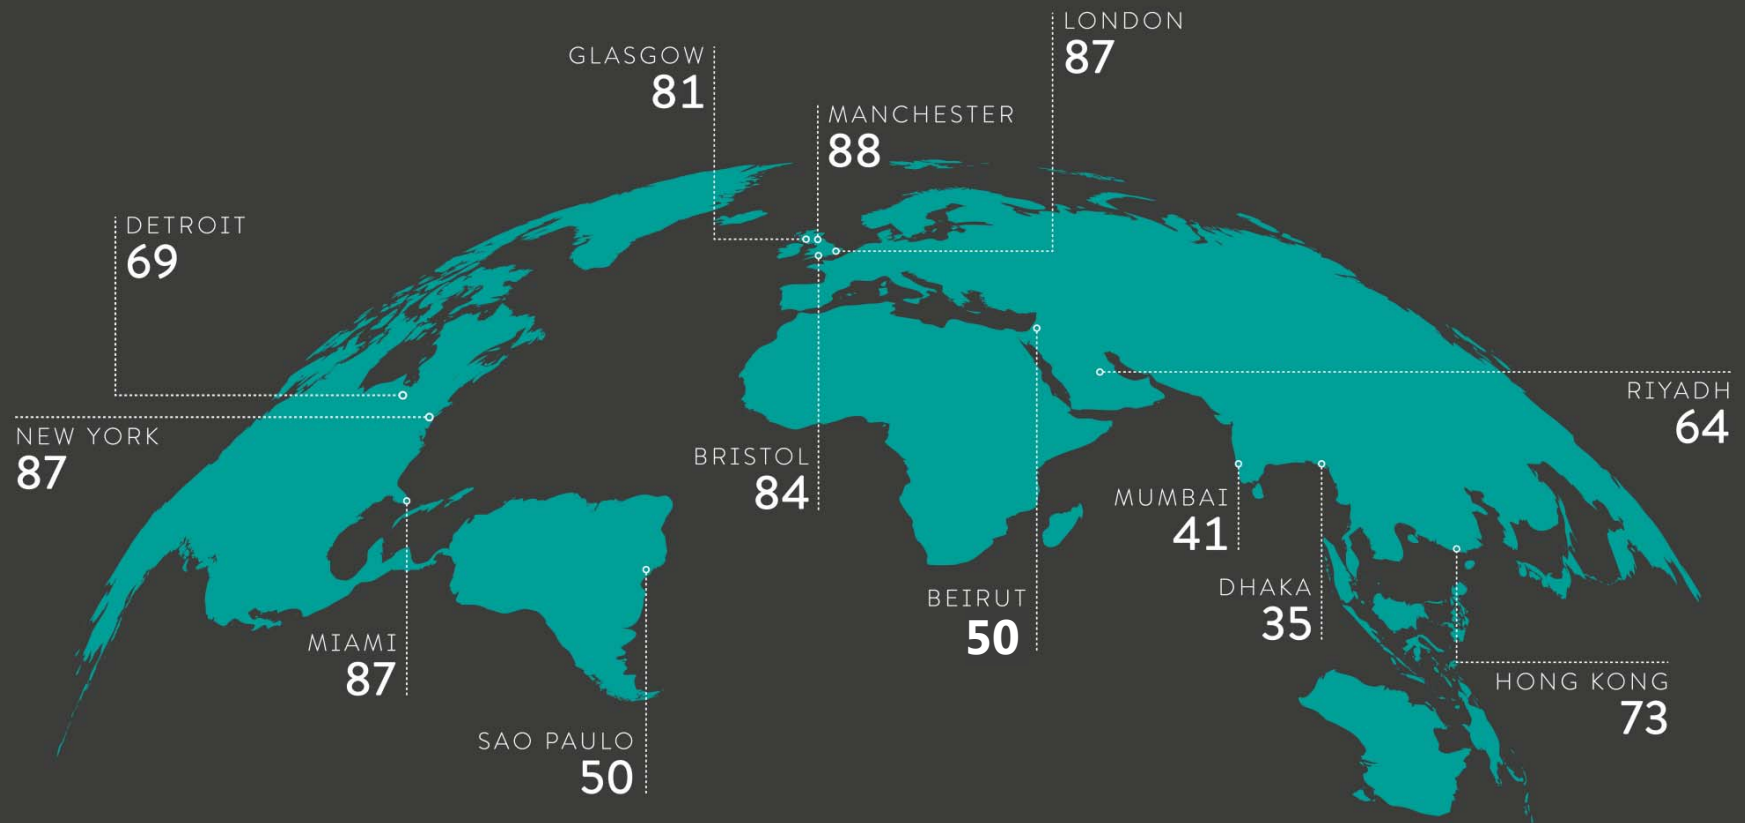 LONDON
87
GLASGOW
81
MANCHESTER
88
DETROIT
69
RIYADH
64
NEW YORK
87
BRISTOL
84
MUMBAI
41
DHAKA
35
BEIRUT
50
MIAMI
87
HONG KONG
73
SAO PAULO
50